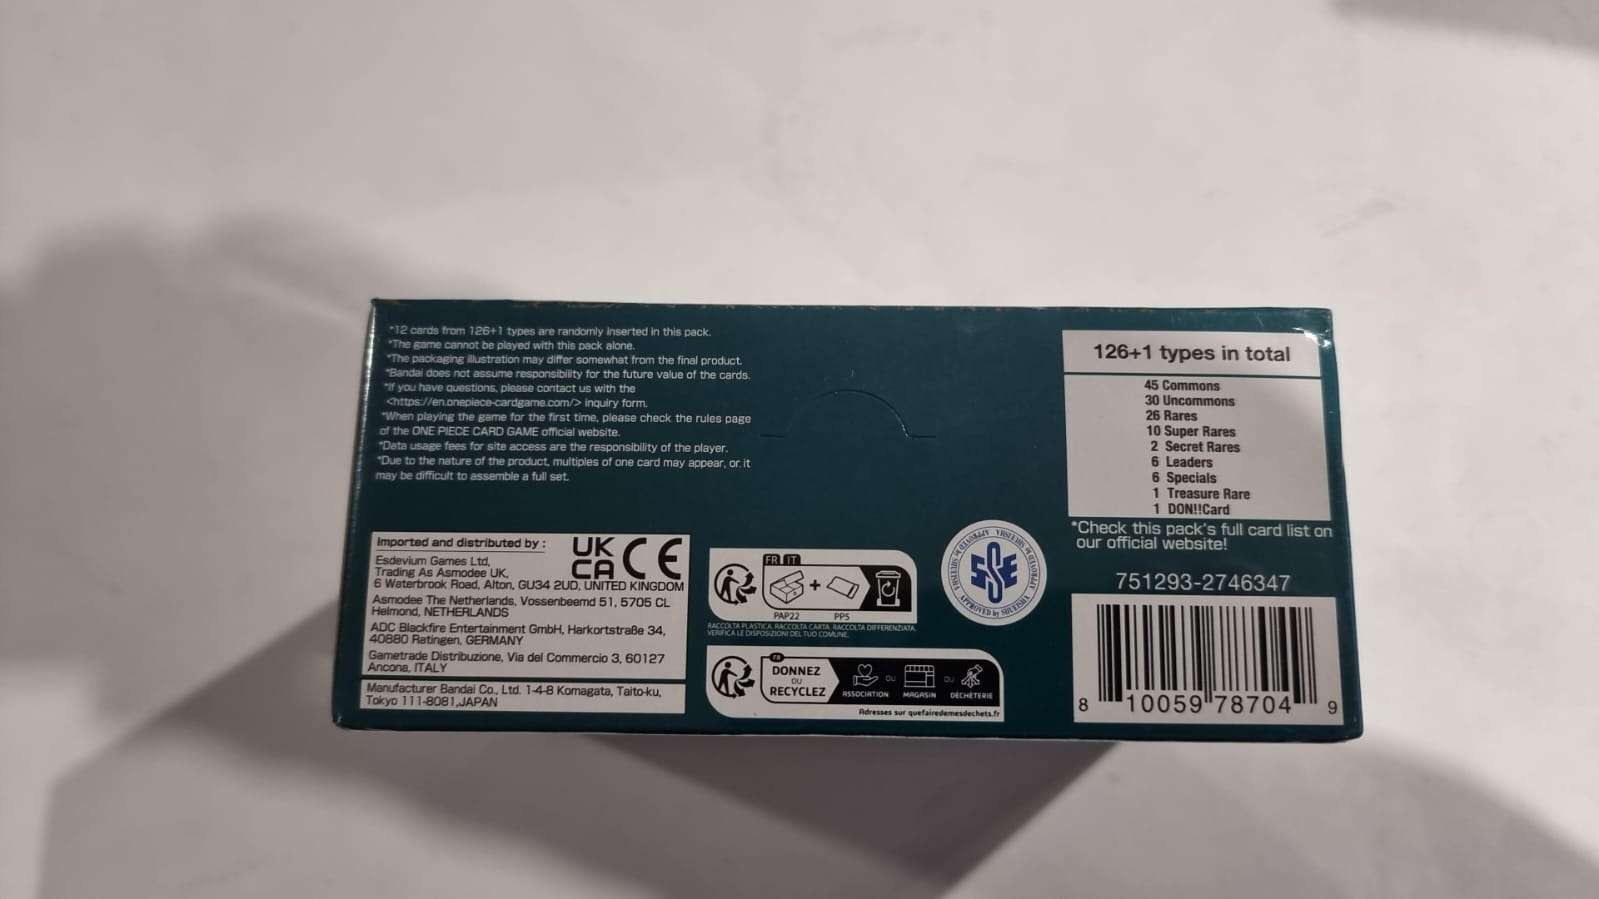 *12 cards from 126+1 types are randomly inserted in this pack.
*The game cannot be played with this pack alone.
*The packaging illustration may differ somewhat from the final product.
*Bandai does not assume responsibility for the future value of the cards.
*If you have questions, please contact us with the
<https://en.onepiece-cardgame.com/> inquiry form.
*When playing the game for the first time, please check the rules page
of the ONE PIECE CARD GAME official website.
*Data usage fees for site access are the responsibility of the player.
*Due to the nature of the product, multiples of one card may appear, or it
may be difficult to assemble a full set.
126+1 types in total
45 Commons
30 Uncommons
26 Rares
10 Super Rares
2 Secret Rares
6 Leaders
6 Specials
1 Treasure Rare
1 DON!!Card
*Check this pack's full card list on
our official website!
751293-2746347
8 10059 78704 9
Imported and distributed by :
UK
CA CE
Esdevium Games Ltd,
Trading As Asmodee UK,
6 Waterbrook Road, Alton, GU34 2UD, UNITED KINGDOM
Asmodee The Netherlands, Vossenbeemd 51, 5705 CL
Helmond, NETHERLANDS
ADC Blackfire Entertainment GmbH, Harkortstraße 34,
40880 Ratingen, GERMANY
Gametrade Distribuzione, Via del Commercio 3, 60127
Ancona, ITALY
Manufacturer Bandai Co., Ltd. 1-4-8 Komagata, Taito-ku,
Tokyo 111-8081,JAPAN
FR IT
+
PAP22 PP5
RACCOLTA PLASTICA. RACCOLTA CARTA. RACCOLTA DIFFERENZIATA.
VERIFICA LE DISPOSIZIONI DEL TUO COMUNE.
FR
DONNEZ
OU
RECYCLEZ
ASSOCIATION OU MAGASIN OU DÉCHÈTERIE
Adresses sur quefairedemesdechets.fr
APPROVED by SHUEISHA